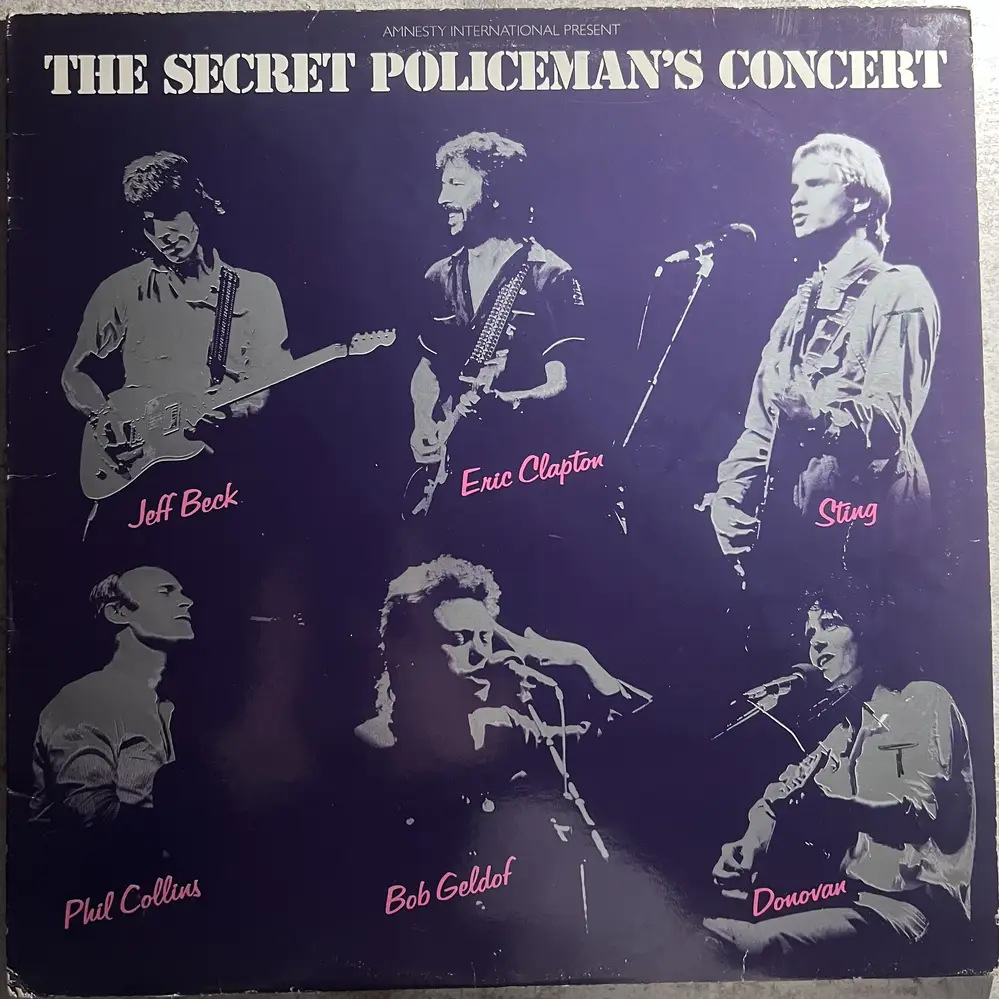 AMNESTY INTERNATIONAL PRESENT
THE SECRET POLICEMAN'S CONCERT
Jeff Beck
Eric Clapton
Sting
Phil Collins
Bob Geldof
Donovan
T